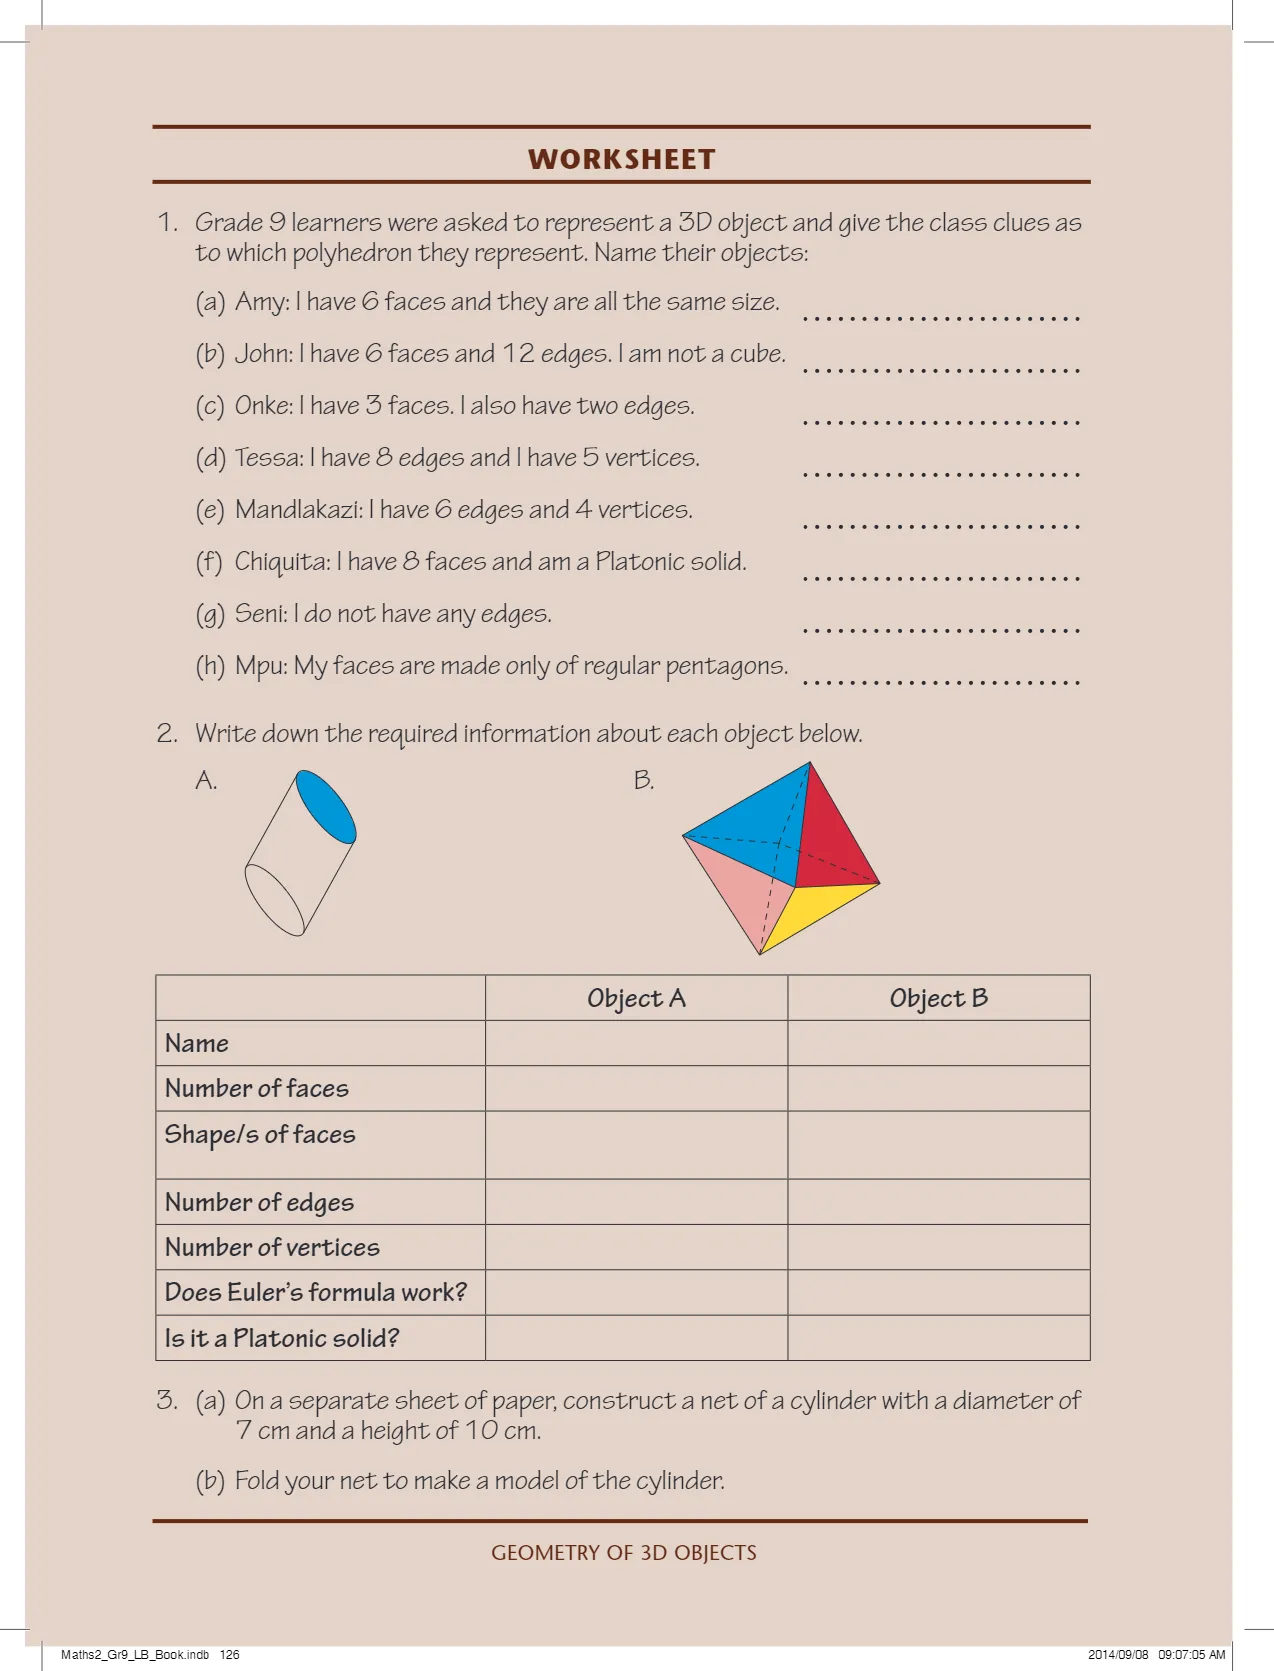 WORKSHEET
1. Grade 9 learners were asked to represent a 3D object and give the class clues as
to which polyhedron they represent. Name their objects:
(a) Amy: I have 6 faces and they are all the same size. ........................
(b) John: I have 6 faces and 12 edges. I am not a cube. ........................
(c) Onke: I have 3 faces. I also have two edges. ........................
(d) Tessa: I have 8 edges and I have 5 vertices. ........................
(e) Mandlakazi: I have 6 edges and 4 vertices. ........................
(f) Chiquita: I have 8 faces and am a Platonic solid. ........................
(g) Seni: I do not have any edges. ........................
(h) Mpu: My faces are made only of regular pentagons. ........................
2. Write down the required information about each object below.
A. B.
Object A Object B
Name
Number of faces
Shape/s of faces
Number of edges
Number of vertices
Does Euler's formula work?
Is it a Platonic solid?
3. (a) On a separate sheet of paper, construct a net of a cylinder with a diameter of
7 cm and a height of 10 cm.
(b) Fold your net to make a model of the cylinder.
GEOMETRY OF 3D OBJECTS
Maths2_Gr9_LB_Book.indb 126 2014/09/08 09:07:05 AM